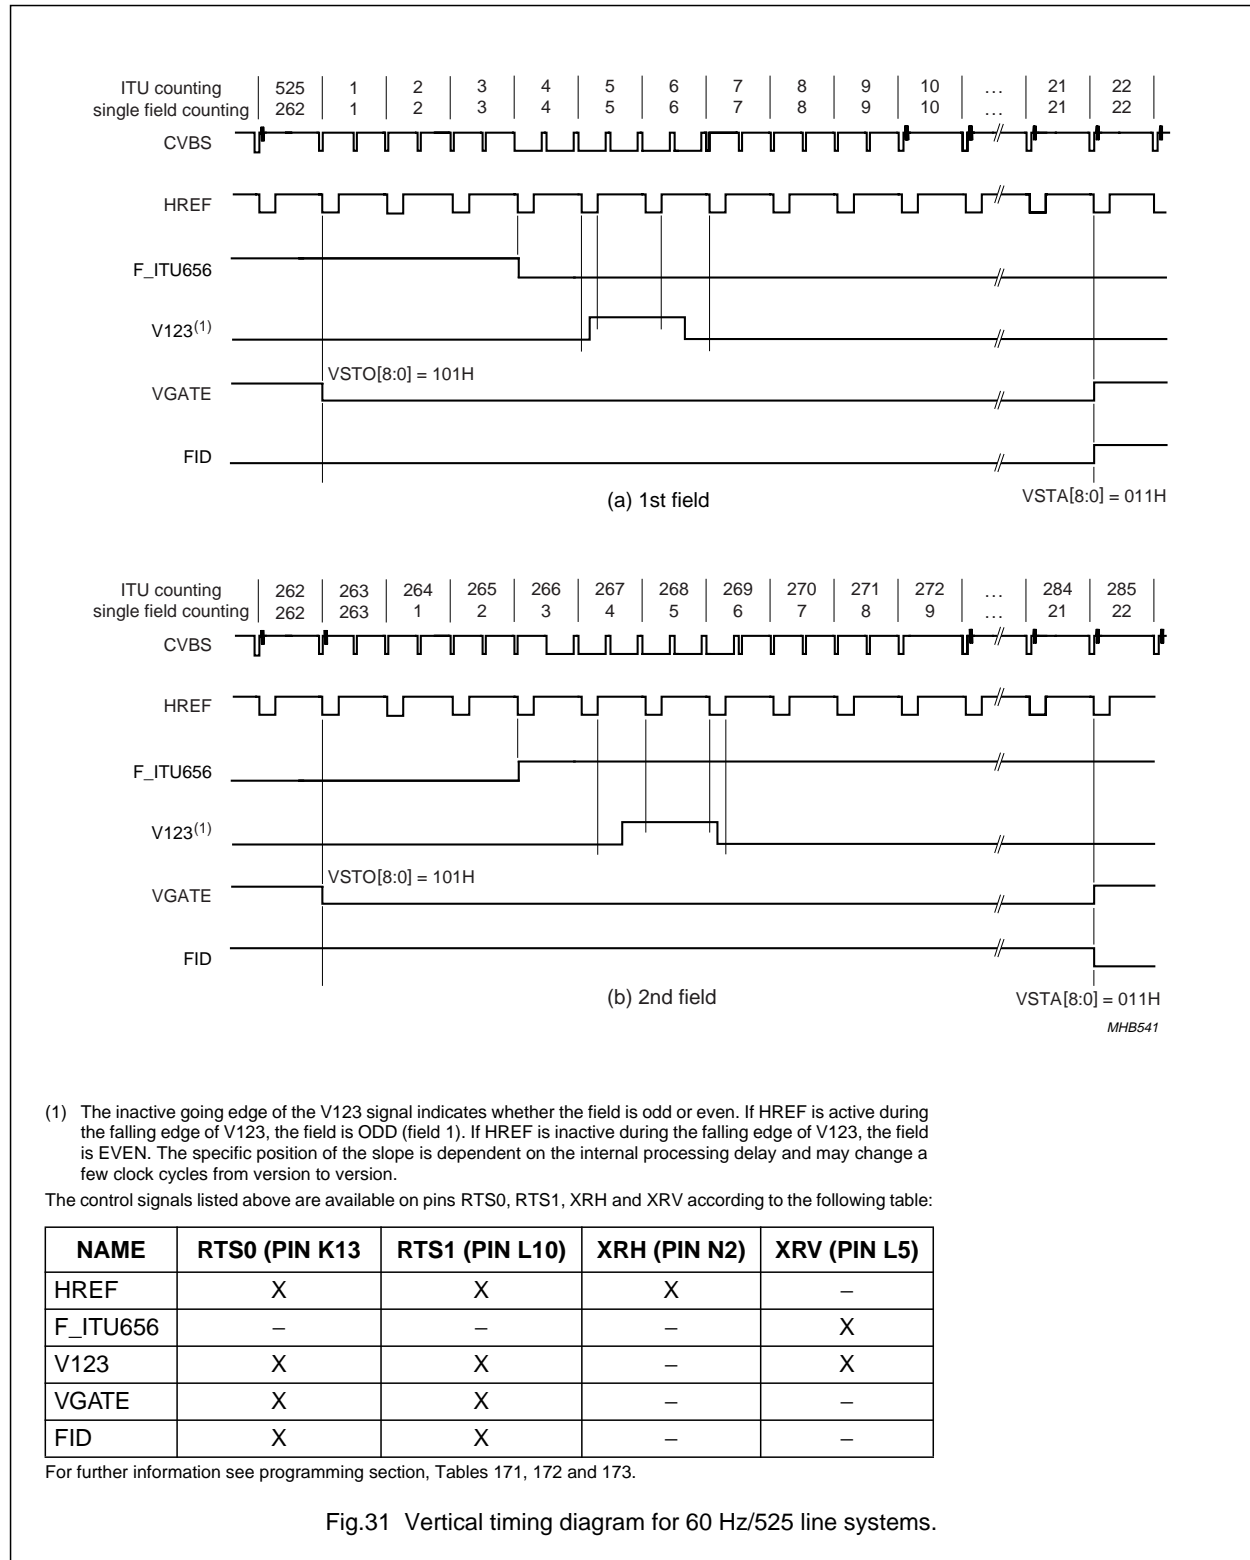 ITU counting 525 1 2 3 4 5 6 7 8 9 10 ... 21 22
single field counting 262 1 2 3 4 5 6 7 8 9 10 ... 21 22
CVBS
HREF
F_ITU656
V123(1)
VSTO[8:0] = 101H
VGATE
FID
(a) 1st field
VSTA[8:0] = 011H
ITU counting 262 263 264 265 266 267 268 269 270 271 272 ... 284 285
single field counting 262 263 1 2 3 4 5 6 7 8 9 ... 21 22
CVBS
HREF
F_ITU656
V123(1)
VSTO[8:0] = 101H
VGATE
FID
(b) 2nd field
VSTA[8:0] = 011H
MHB541
(1) The inactive going edge of the V123 signal indicates whether the field is odd or even. If HREF is active during
the falling edge of V123, the field is ODD (field 1). If HREF is inactive during the falling edge of V123, the field
is EVEN. The specific position of the slope is dependent on the internal processing delay and may change a
few clock cycles from version to version.
The control signals listed above are available on pins RTS0, RTS1, XRH and XRV according to the following table:
NAME RTS0 (PIN K13 RTS1 (PIN L10) XRH (PIN N2) XRV (PIN L5)
HREF X X X –
F_ITU656 – – – X
V123 X X – X
VGATE X X – –
FID X X – –
For further information see programming section, Tables 171, 172 and 173.
Fig.31 Vertical timing diagram for 60 Hz/525 line systems.